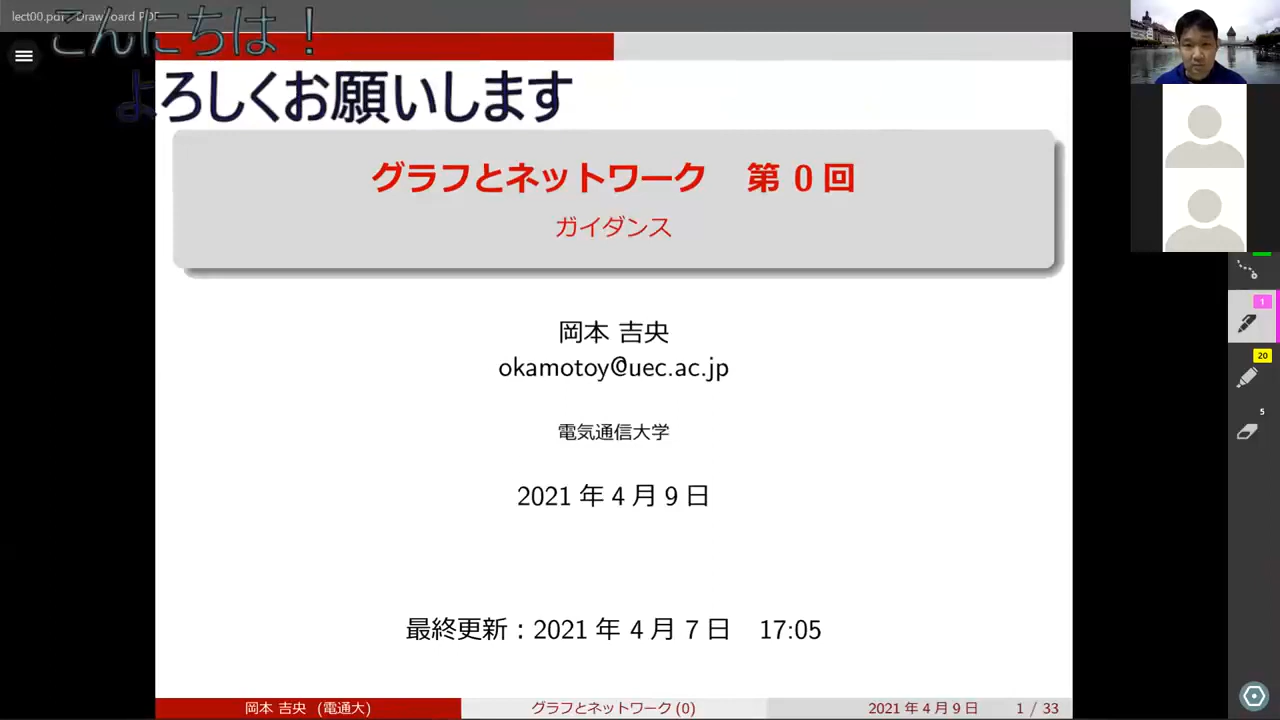 lect00.pdf - Drawboard PDF
こんにちは！
よろしくお願いします
グラフとネットワーク 第 0 回
ガイダンス
岡本 吉央
okamotoy@uec.ac.jp
電気通信大学
2021 年 4 月 9 日
最終更新：2021 年 4 月 7 日 17:05
岡本 吉央 (電通大)
グラフとネットワーク (0)
2021 年 4 月 9 日
1 / 33
1
20
5